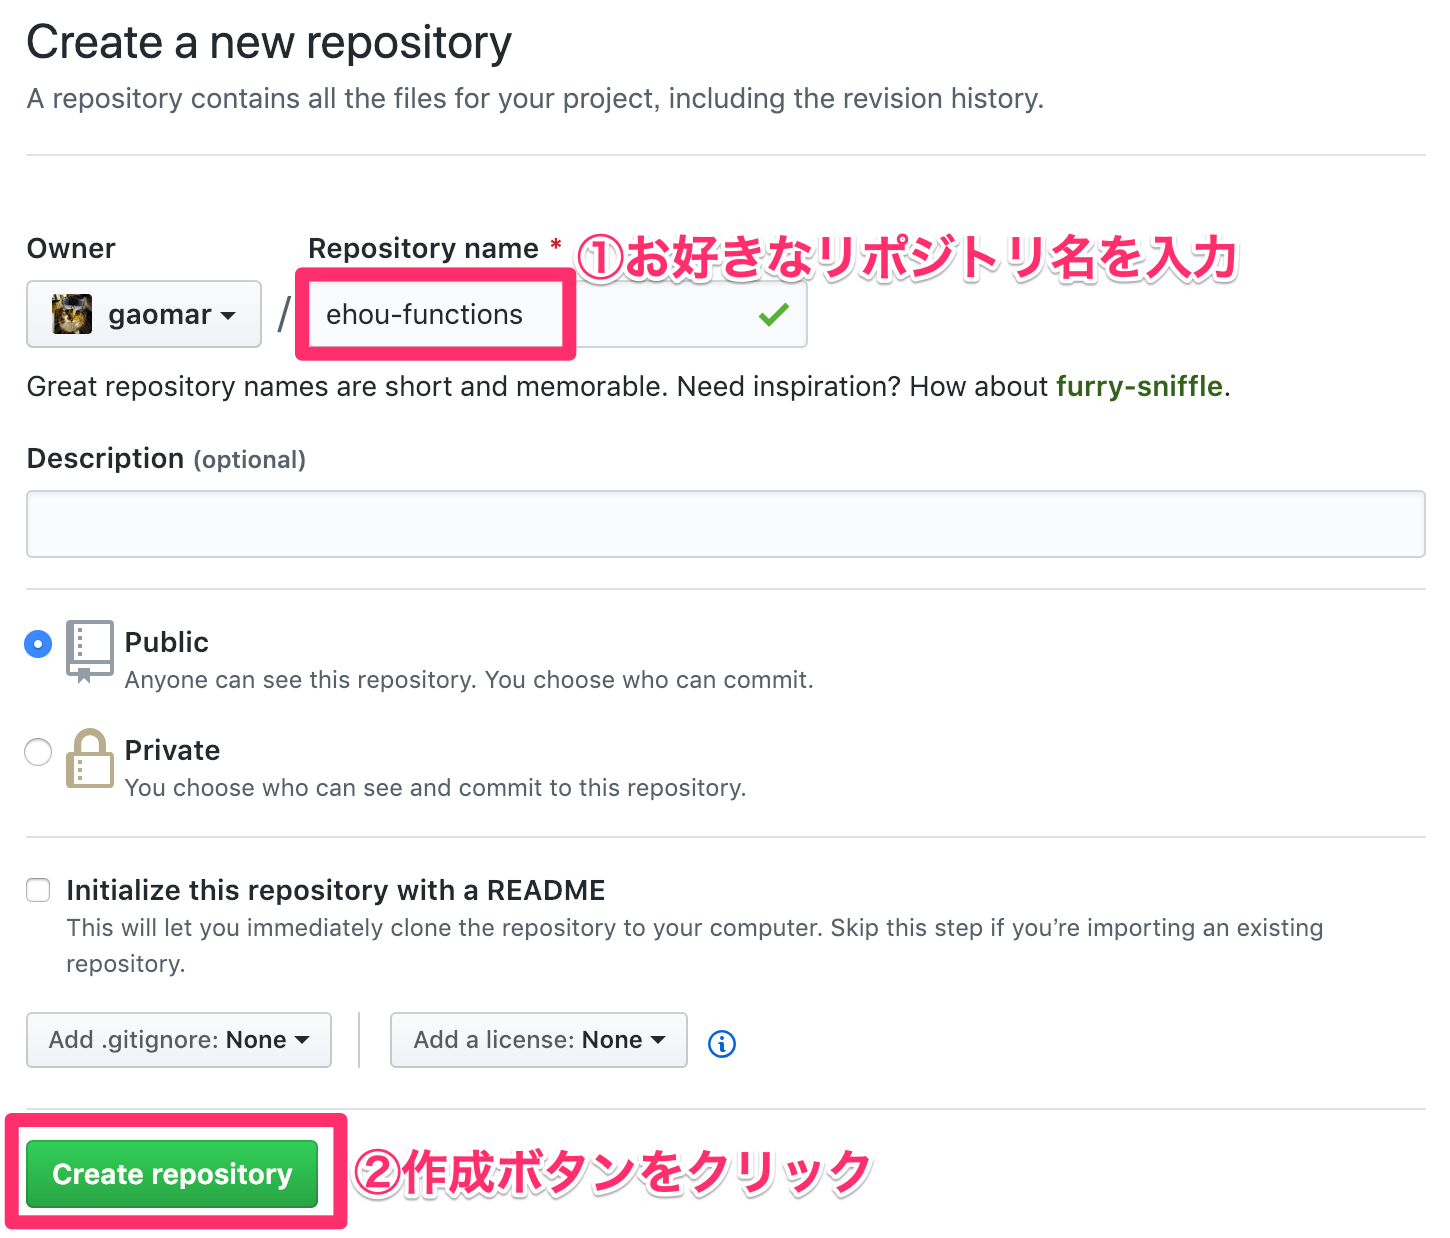 Create a new repository
A repository contains all the files for your project, including the revision history.
Owner
Repository name *
①お好きなリポジトリ名を入力
gaomar
/
ehou-functions
Great repository names are short and memorable. Need inspiration? How about furry-sniffle.
Description (optional)
Public
Anyone can see this repository. You choose who can commit.
Private
You choose who can see and commit to this repository.
Initialize this repository with a README
This will let you immediately clone the repository to your computer. Skip this step if you’re importing an existing
repository.
Add .gitignore: None
Add a license: None
Create repository
②作成ボタンをクリック